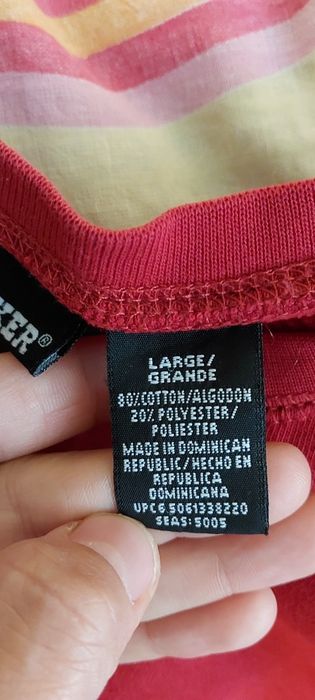 KER®
LARGE/
GRANDE
80%COTTON/ALGODON
20% POLYESTER/
POLIESTER
MADE IN DOMINICAN
REPUBLIC/HECHO EN
REPUBLICA
DOMINICANA
UPC6 5061338220
SEAS: 5005